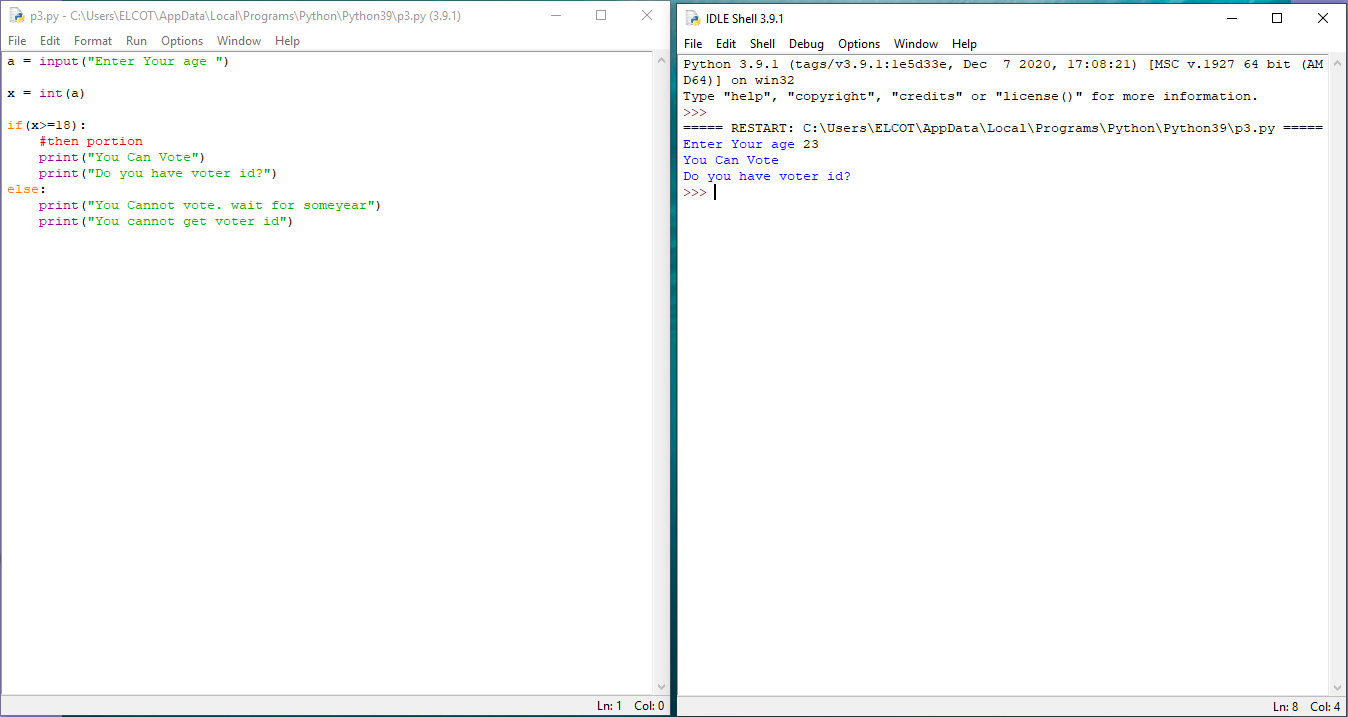 p3.py - C:\Users\ELCOT\AppData\Local\Programs\Python\Python39\p3.py (3.9.1)
File Edit Format Run Options Window Help
a = input("Enter Your age ")
x = int(a)
if(x>=18):
    #then portion
    print("You Can Vote")
    print("Do you have voter id?")
else:
    print("You Cannot vote. wait for someyear")
    print("You cannot get voter id")
Ln: 1 Col: 0
IDLE Shell 3.9.1
File Edit Shell Debug Options Window Help
Python 3.9.1 (tags/v3.9.1:1e5d33e, Dec  7 2020, 17:08:21) [MSC v.1927 64 bit (AM
D64)] on win32
Type "help", "copyright", "credits" or "license()" for more information.
>>>
===== RESTART: C:\Users\ELCOT\AppData\Local\Programs\Python\Python39\p3.py =====
Enter Your age 23
You Can Vote
Do you have voter id?
>>>
Ln: 8 Col: 4